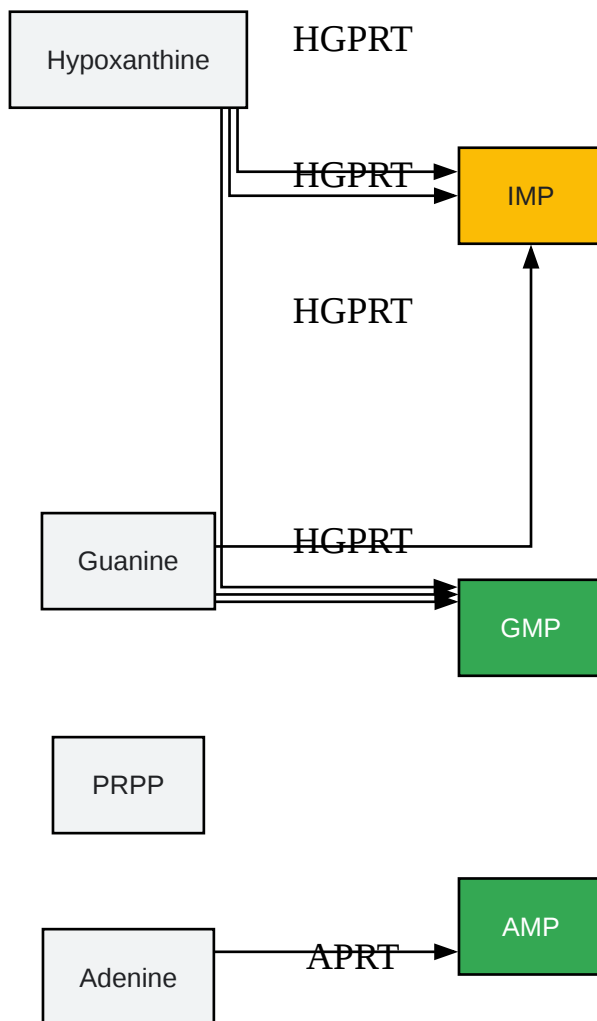 Hypoxanthine
HGPRT
HGPRT
IMP
HGPRT
Guanine
HGPRT
GMP
PRPP
Adenine
APRT
AMP